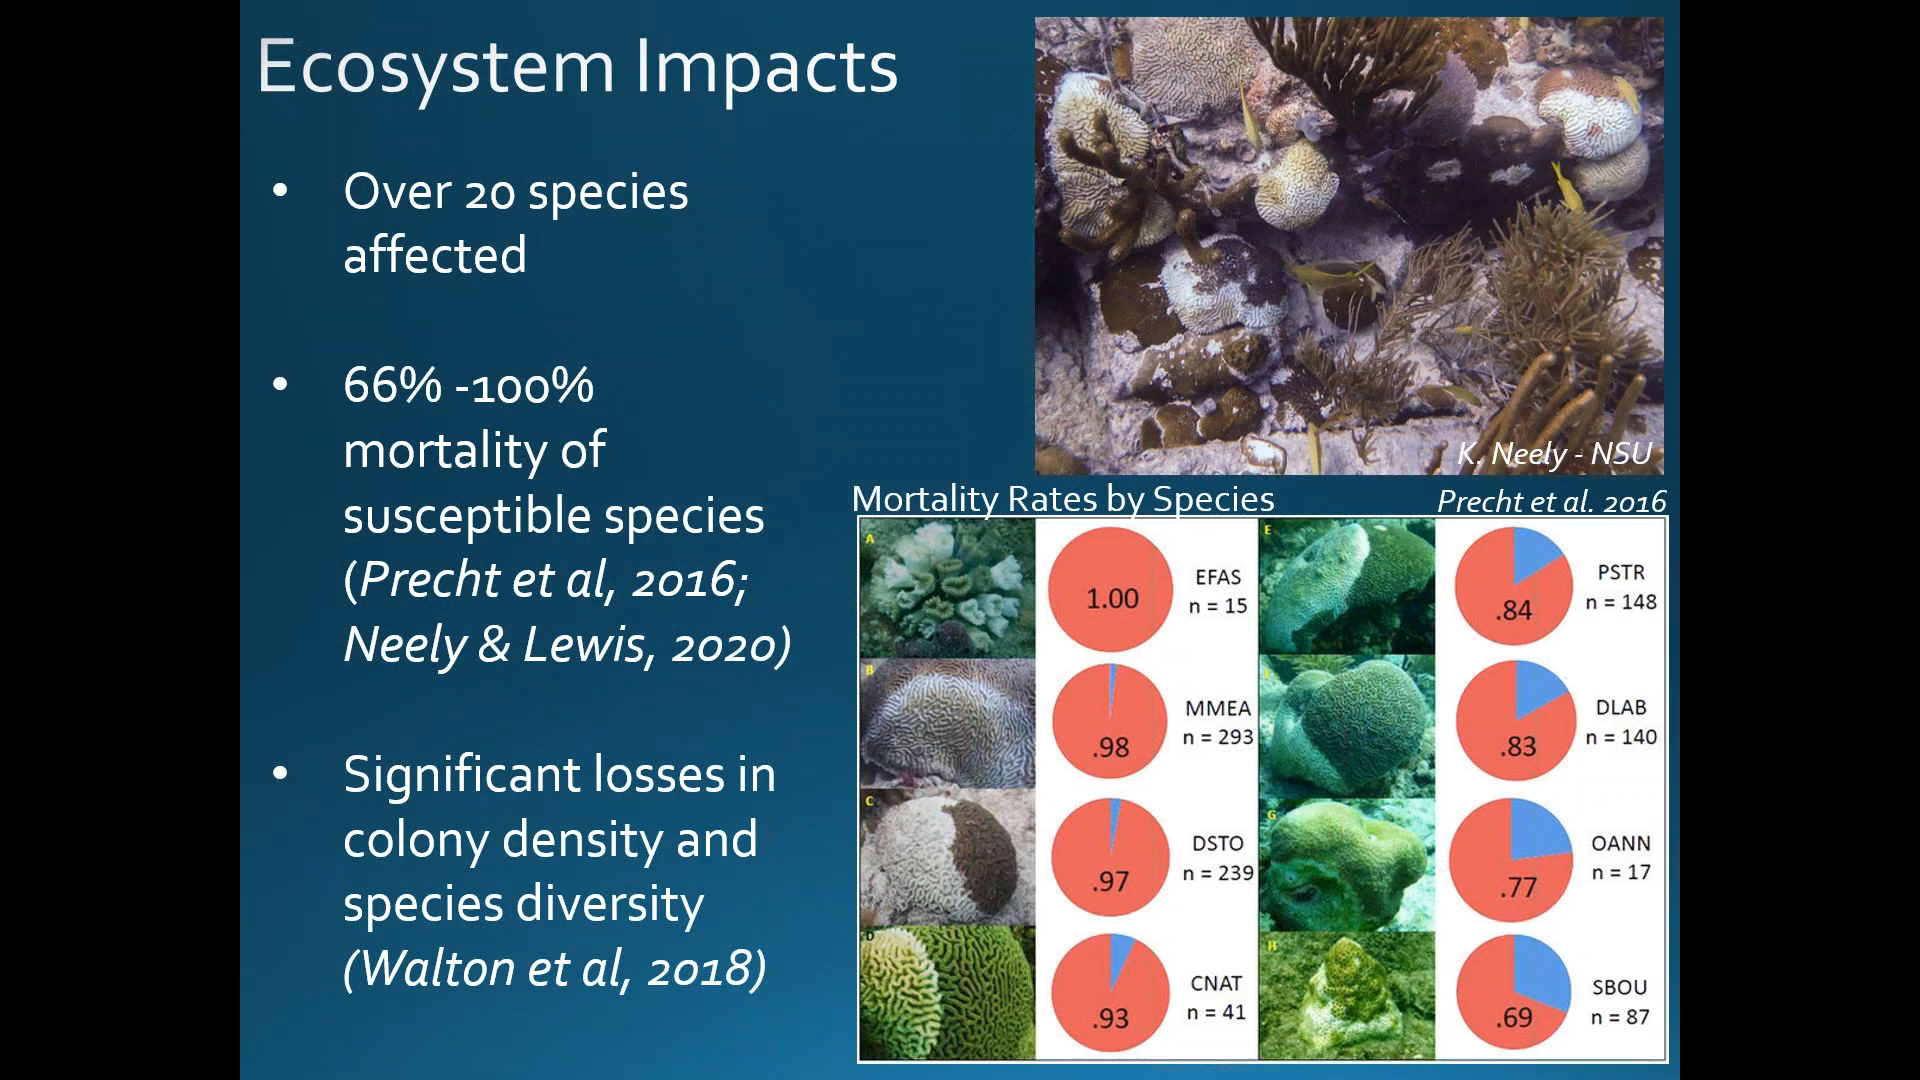 Ecosystem Impacts
• Over 20 species
affected
• 66% -100%
mortality of
susceptible species
(Precht et al, 2016;
Neely & Lewis, 2020)
• Significant losses in
colony density and
species diversity
(Walton et al, 2018)
K. Neely - NSU
Mortality Rates by Species
Precht et al. 2016
A
1.00
EFAS
n = 15
B
.98
MMEA
n = 293
C
.97
DSTO
n = 239
D
.93
CNAT
n = 41
E
.84
PSTR
n = 148
F
.83
DLAB
n = 140
G
.77
OANN
n = 17
H
.69
SBOU
n = 87